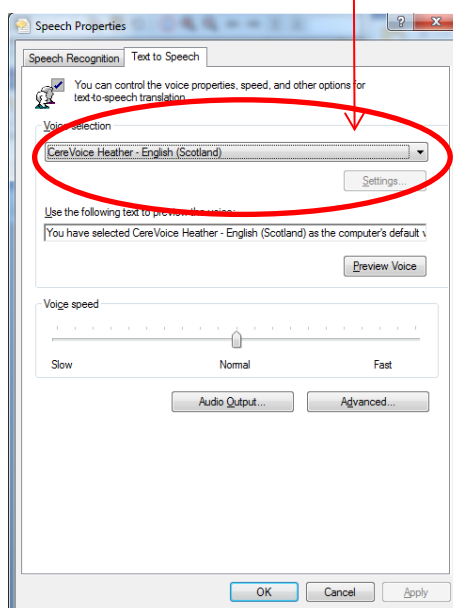 Speech Properties
?
X
Speech Recognition
Text to Speech
You can control the voice properties, speed, and other options for
text-to-speech translation.
Voice selection
CereVoice Heather - English (Scotland)
Settings...
Use the following text to preview the voice:
You have selected CereVoice Heather - English (Scotland) as the computer's default v
Preview Voice
Voice speed
Slow
Normal
Fast
Audio Output...
Advanced...
OK
Cancel
Apply